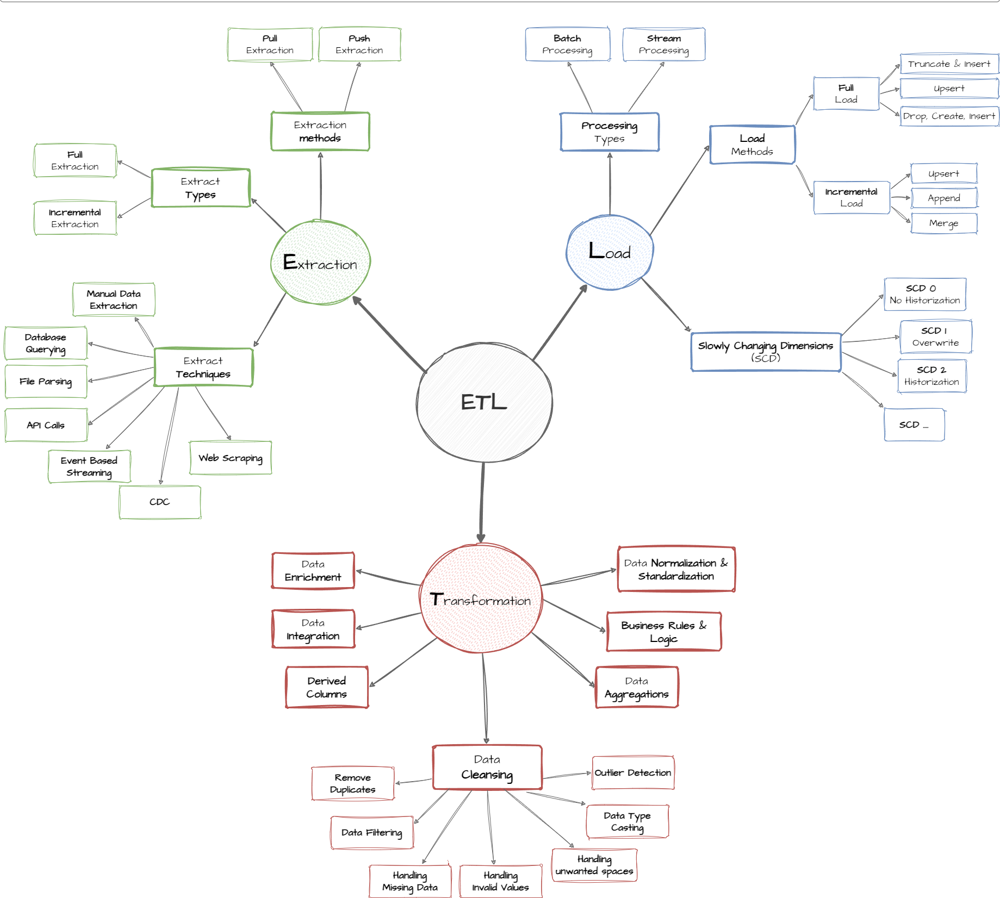 Pull
Extraction
Push
Extraction
Extraction
methods
Full
Extraction
Extract
Types
Incremental
Extraction
Extraction
Manual Data
Extraction
Database
Querying
Extract
Techniques
File Parsing
API Calls
Event Based
Streaming
Web Scraping
CDC
Batch
Processing
Stream
Processing
Processing
Types
Load
Methods
Full
Load
Truncate & Insert
Upsert
Drop, Create, Insert
Incremental
Load
Upsert
Append
Merge
Load
Slowly Changing Dimensions
(SCD)
SCD 0
No Historization
SCD 1
Overwrite
SCD 2
Historization
SCD ....
ETL
Transformation
Data
Enrichment
Data
Integration
Derived
Columns
Data Normalization &
Standardization
Business Rules &
Logic
Data
Aggregations
Data
Cleansing
Remove
Duplicates
Data Filtering
Handling
Missing Data
Handling
Invalid Values
Handling
unwanted spaces
Data Type
Casting
Outlier Detection